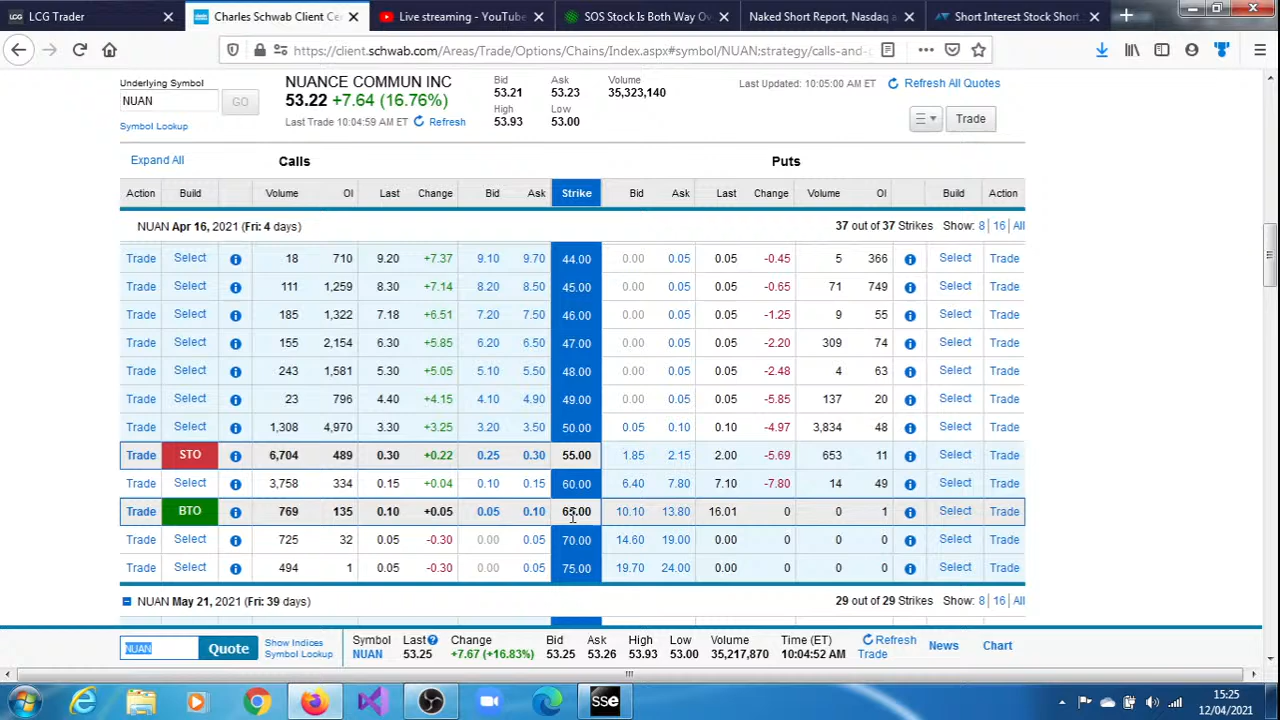 LCG Trader
Charles Schwab Client Ce
Live streaming - YouTube
SOS Stock Is Both Way Ov
Naked Short Report, Nasdaq a
Short Interest Stock Short
https://client.schwab.com/Areas/Trade/Options/Chains/Index.aspx#symbol/NUAN;strategy/calls-and-
Underlying Symbol
NUAN GO
Symbol Lookup
NUANCE COMMUN INC
53.22 +7.64 (16.76%)
Last Trade 10:04:59 AM ET Refresh
Bid Ask Volume
53.21 53.23 35,323,140
High Low
53.93 53.00
Last Updated: 10:05:00 AM ET Refresh All Quotes
Trade
Expand All Calls Puts
Action Build Volume OI Last Change Bid Ask Strike Bid Ask Last Change Volume OI Build Action
NUAN Apr 16, 2021 (Fri: 4 days) 37 out of 37 Strikes Show: 8 | 16 | All
Trade Select 18 710 9.20 +7.37 9.10 9.70 44.00 0.00 0.05 0.05 -0.45 5 366 Select Trade
Trade Select 111 1,259 8.30 +7.14 8.20 8.50 45.00 0.00 0.05 0.05 -0.65 71 749 Select Trade
Trade Select 185 1,322 7.18 +6.51 7.20 7.50 46.00 0.00 0.05 0.05 -1.25 9 55 Select Trade
Trade Select 155 2,154 6.30 +5.85 6.20 6.50 47.00 0.00 0.05 0.05 -2.20 309 74 Select Trade
Trade Select 243 1,581 5.30 +5.05 5.10 5.50 48.00 0.00 0.05 0.05 -2.48 4 63 Select Trade
Trade Select 23 796 4.40 +4.15 4.10 4.90 49.00 0.00 0.05 0.05 -5.85 137 20 Select Trade
Trade Select 1,308 4,970 3.30 +3.25 3.20 3.50 50.00 0.05 0.10 0.10 -4.97 3,834 48 Select Trade
Trade STO 6,704 489 0.30 +0.22 0.25 0.30 55.00 1.85 2.15 2.00 -5.69 653 11 Select Trade
Trade Select 3,758 334 0.15 +0.04 0.10 0.15 60.00 6.40 7.80 7.10 -7.80 14 49 Select Trade
Trade BTO 769 135 0.10 +0.05 0.05 0.10 65.00 10.10 13.80 16.01 0 0 1 Select Trade
Trade Select 725 32 0.05 -0.30 0.00 0.05 70.00 14.60 19.00 0.00 0 0 0 Select Trade
Trade Select 494 1 0.05 -0.30 0.00 0.05 75.00 19.70 24.00 0.00 0 0 0 Select Trade
NUAN May 21, 2021 (Fri: 39 days) 29 out of 29 Strikes Show: 8 | 16 | All
NUAN Quote
Show Indices
Symbol Lookup
Symbol Last Change Bid Ask High Low Volume Time (ET) Refresh
NUAN 53.25 +7.67 (+16.83%) 53.25 53.26 53.93 53.00 35,217,870 10:04:52 AM Trade
News Chart
SSe
15:25
12/04/2021